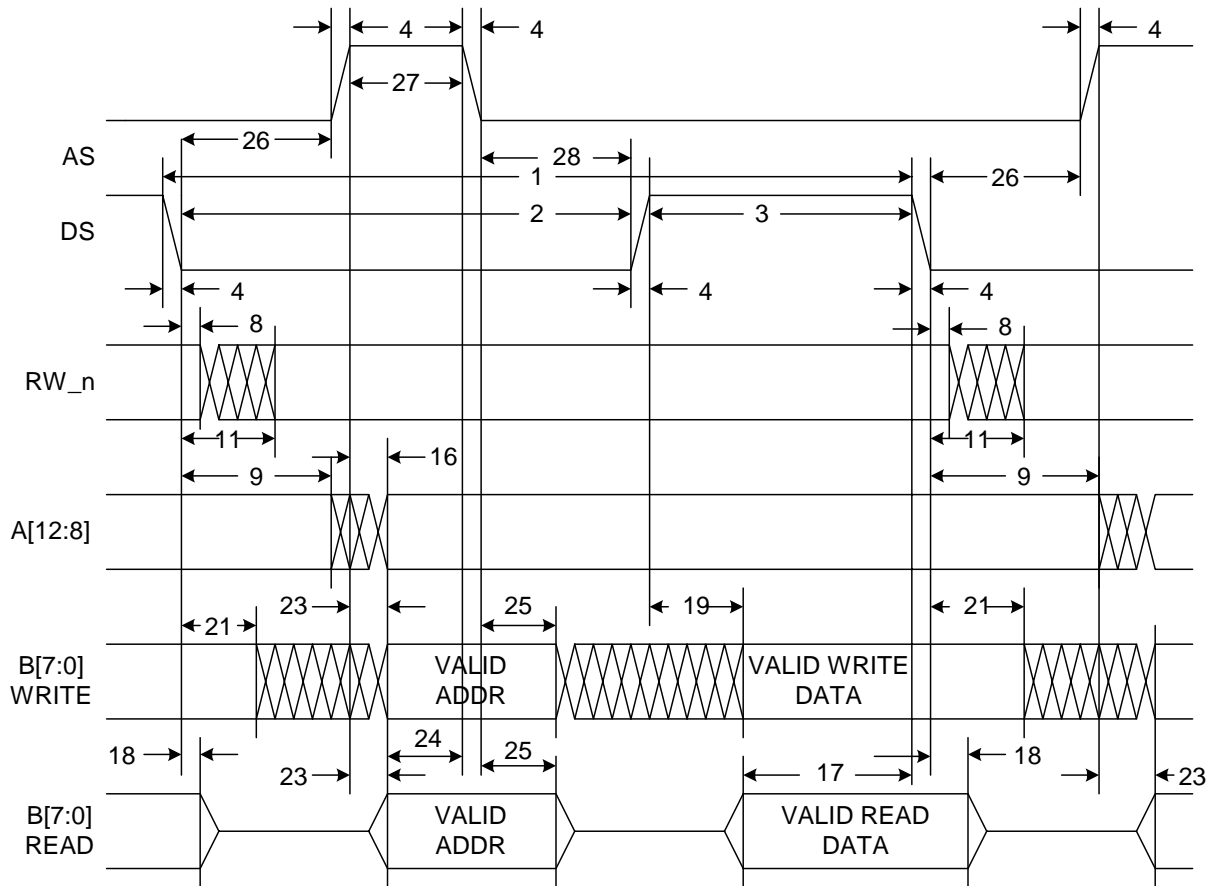 4 4 4
27
26
AS 28
1 26
2 3
DS
4 4 4
8 8
RW_n
11 11
16
9 9
A[12:8]
23 25 19 21
21
B[7:0] VALID VALID WRITE
WRITE ADDR DATA
24
18 25 18
23 17 23
B[7:0] VALID VALID READ
READ ADDR DATA